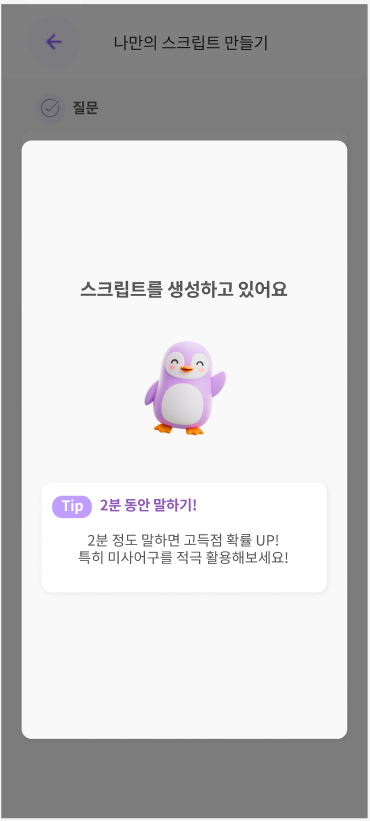 나만의 스크립트 만들기
질문
스크립트를 생성하고 있어요
Tip 2분 동안 말하기!
2분 정도 말하면 고득점 확률 UP!
특히 미사어구를 적극 활용해보세요!